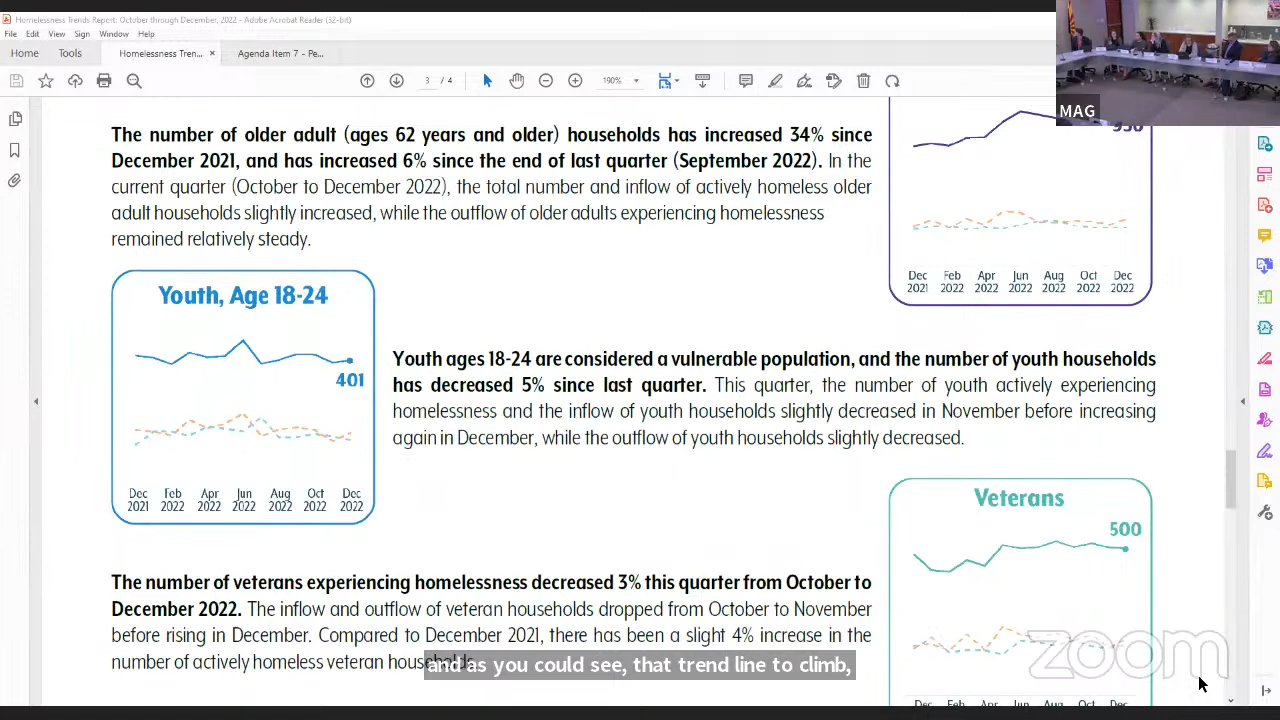 Homelessness Trends Report: October through December, 2022 - Adobe Acrobat Reader (32-bit)
File Edit View Sign Window Help
Home Tools Homelessness Tren... × Agenda Item 7 - Pe...
3 / 4 190%
MAG
The number of older adult (ages 62 years and older) households has increased 34% since
December 2021, and has increased 6% since the end of last quarter (September 2022). In the
current quarter (October to December 2022), the total number and inflow of actively homeless older
adult households slightly increased, while the outflow of older adults experiencing homelessness
remained relatively steady.
Dec Feb Apr Jun Aug Oct Dec
2021 2022 2022 2022 2022 2022 2022
Youth, Age 18-24
401
Dec Feb Apr Jun Aug Oct Dec
2021 2022 2022 2022 2022 2022 2022
Youth ages 18-24 are considered a vulnerable population, and the number of youth households
has decreased 5% since last quarter. This quarter, the number of youth actively experiencing
homelessness and the inflow of youth households slightly decreased in November before increasing
again in December, while the outflow of youth households slightly decreased.
Veterans
500
The number of veterans experiencing homelessness decreased 3% this quarter from October to
December 2022. The inflow and outflow of veteran households dropped from October to November
before rising in December. Compared to December 2021, there has been a slight 4% increase in the
number of actively homeless veteran households.
and as you could see, that trend line to climb,
zoom
Dec Feb Apr Jun Aug Oct Dec